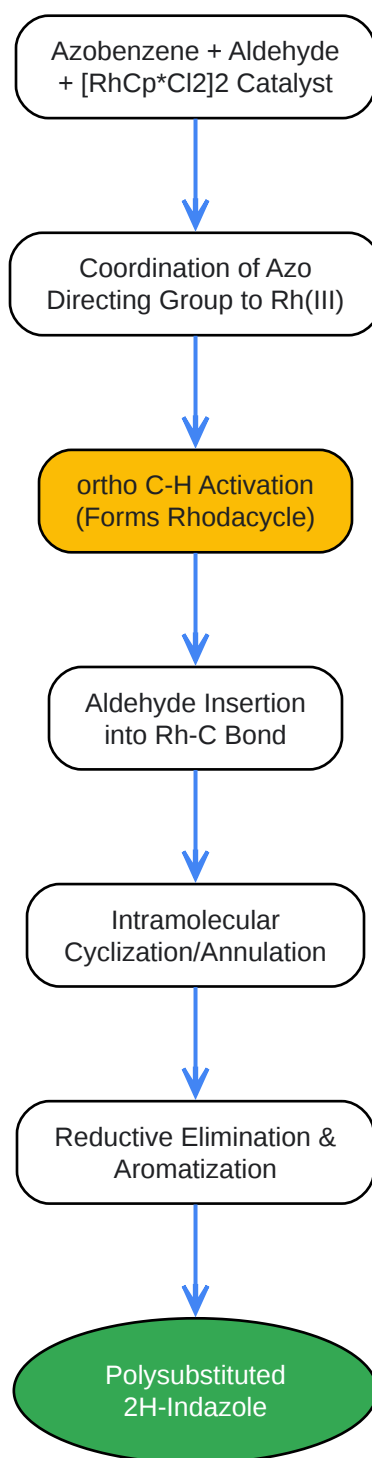 Azobenzene + Aldehyde
+ [RhCp*Cl2]2 Catalyst
Coordination of Azo
Directing Group to Rh(III)
ortho C-H Activation
(Forms Rhodacycle)
Aldehyde Insertion
into Rh-C Bond
Intramolecular
Cyclization/Annulation
Reductive Elimination &
Aromatization
Polysubstituted
2H-Indazole